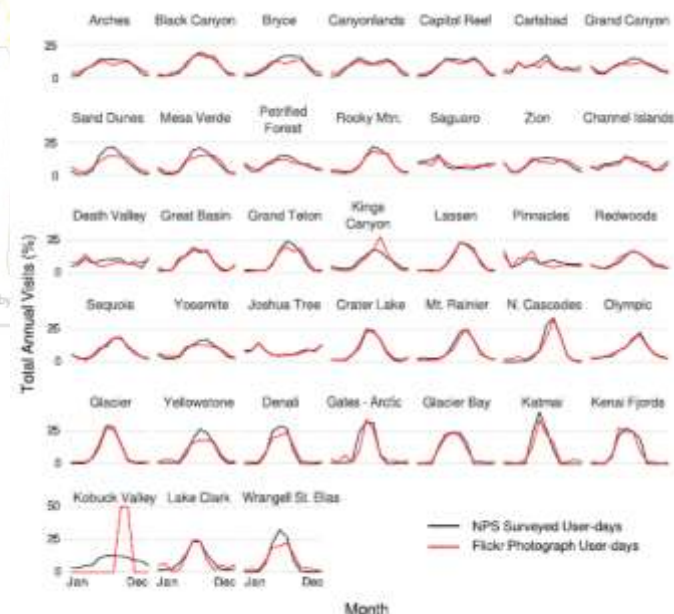 Arches Black Canyon Bryce Canyonlands Capitol Reef Carlsbad Grand Canyon
25
0
Sand Dunes Mesa Verde Petrified Forest Rocky Mtn. Saguaro Zion Channel Islands
25
0
Death Valley Great Basin Grand Teton Kings Canyon Lassen Pinnacles Redwoods
25
0
Sequoia Yosemite Joshua Tree Crater Lake Mt. Rainier N. Cascades Olympic
25
0
Glacier Yellowstone Denali Gates - Arctic Glacier Bay Katmai Kenai Fjords
25
0
Kobuck Valley Lake Clark Wrangell St. Elias
50
25
0
Jan Dec Jan Dec Jan Dec
Total Annual Visits (%)
NPS Surveyed User-days
Flickr Photograph User-days
Month